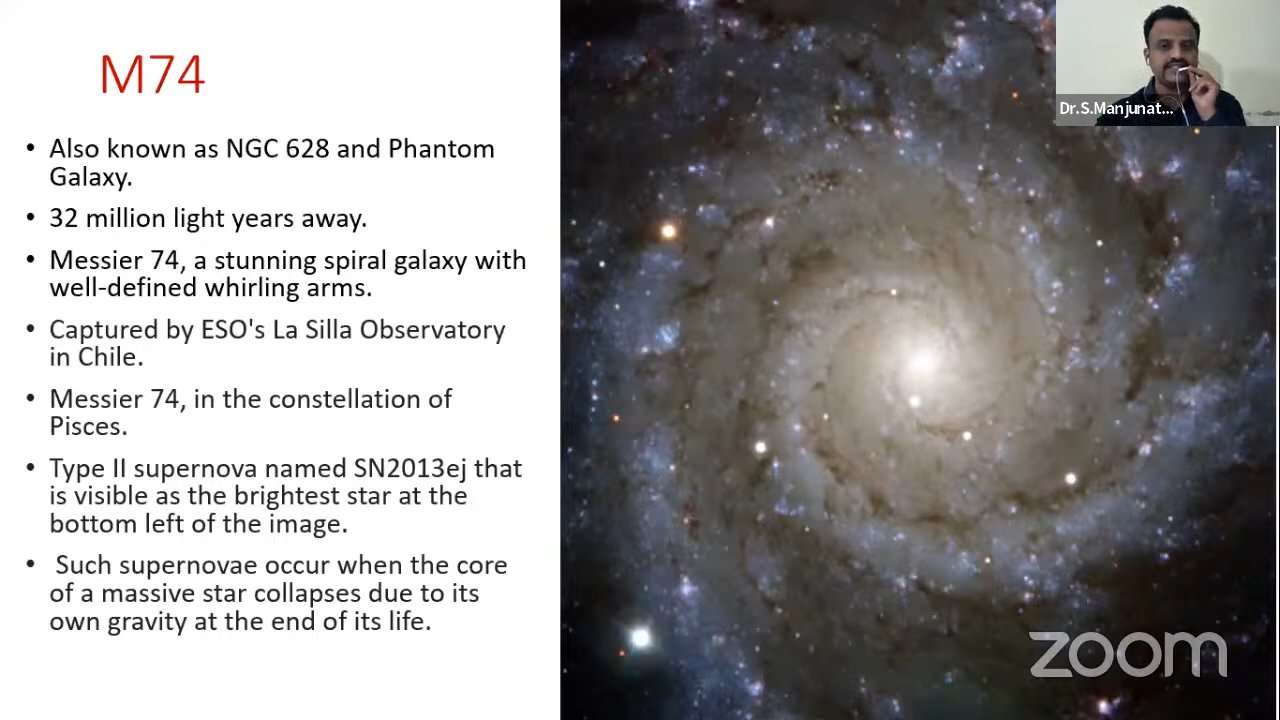 M74
• Also known as NGC 628 and Phantom
Galaxy.
• 32 million light years away.
• Messier 74, a stunning spiral galaxy with
well-defined whirling arms.
• Captured by ESO's La Silla Observatory
in Chile.
• Messier 74, in the constellation of
Pisces.
• Type II supernova named SN2013ej that
is visible as the brightest star at the
bottom left of the image.
• Such supernovae occur when the core
of a massive star collapses due to its
own gravity at the end of its life.
Dr.S.Manjunat...
zoom